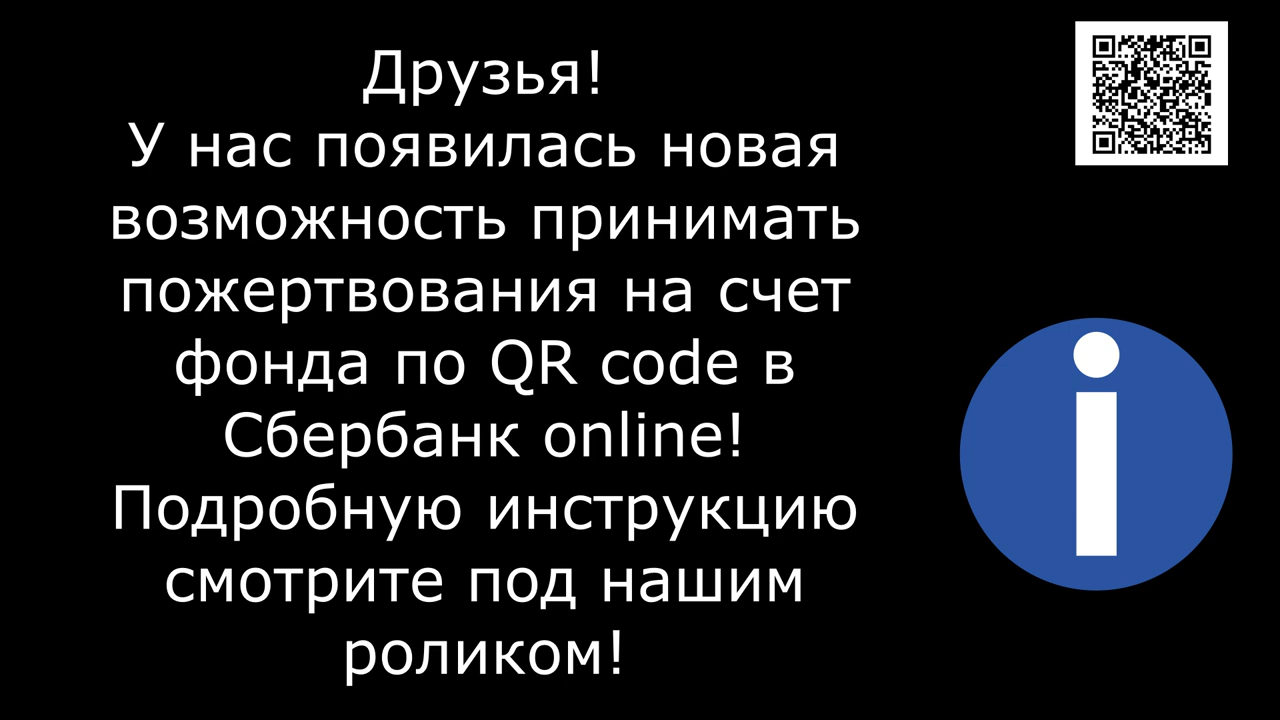 Друзья!
У нас появилась новая
возможность принимать
пожертвования на счет
фонда по QR code в
Сбербанк online!
Подробную инструкцию
смотрите под нашим
роликом!